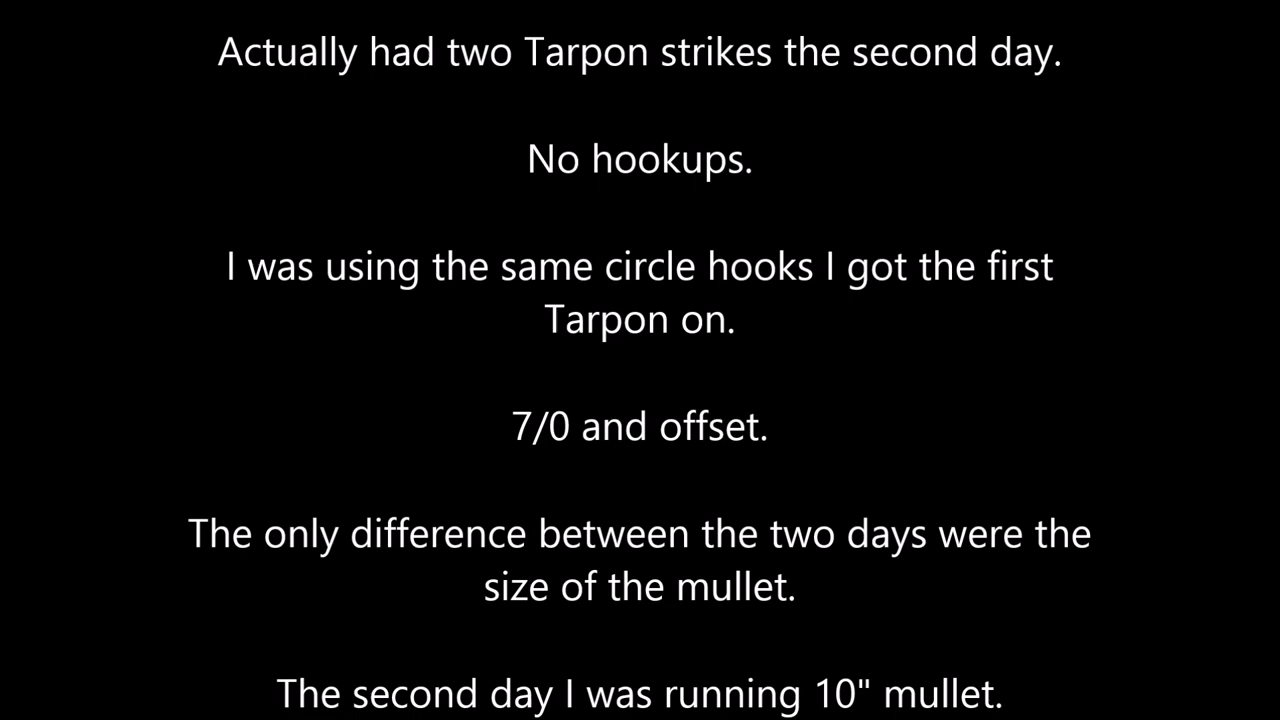 Actually had two Tarpon strikes the second day.
No hookups.
I was using the same circle hooks I got the first
Tarpon on.
7/0 and offset.
The only difference between the two days were the
size of the mullet.
The second day I was running 10" mullet.